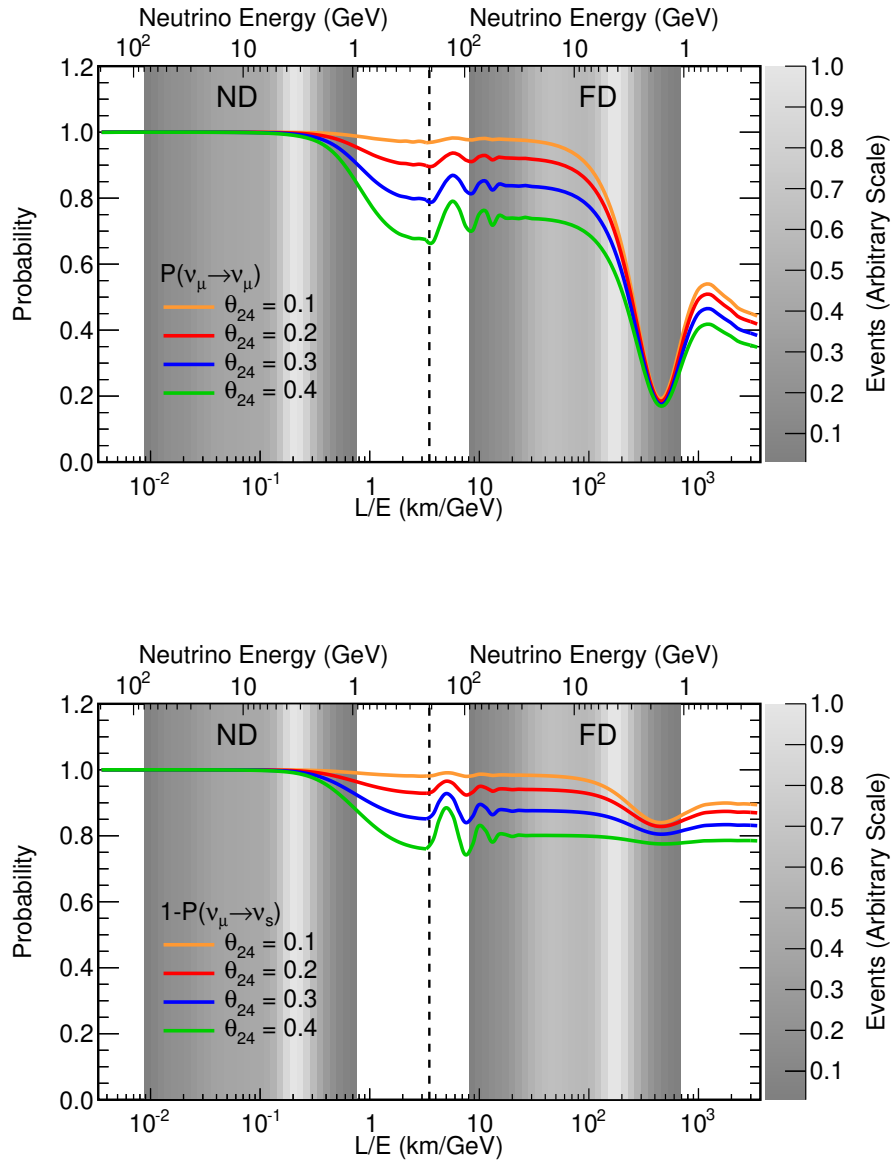 Neutrino Energy (GeV) Neutrino Energy (GeV)
10² 10 1 10² 10 1
ND FD
1.2
1.0
0.8
0.6
0.4
0.2
0.0
Probability
P(νμ→νμ)
θ24 = 0.1
θ24 = 0.2
θ24 = 0.3
θ24 = 0.4
10⁻² 10⁻¹ 1 10 10² 10³
L/E (km/GeV)
1.0
0.9
0.8
0.7
0.6
0.5
0.4
0.3
0.2
0.1
Events (Arbitrary Scale)
Neutrino Energy (GeV) Neutrino Energy (GeV)
10² 10 1 10² 10 1
ND FD
1.2
1.0
0.8
0.6
0.4
0.2
0.0
Probability
1-P(νμ→νs)
θ24 = 0.1
θ24 = 0.2
θ24 = 0.3
θ24 = 0.4
10⁻² 10⁻¹ 1 10 10² 10³
L/E (km/GeV)
1.0
0.9
0.8
0.7
0.6
0.5
0.4
0.3
0.2
0.1
Events (Arbitrary Scale)